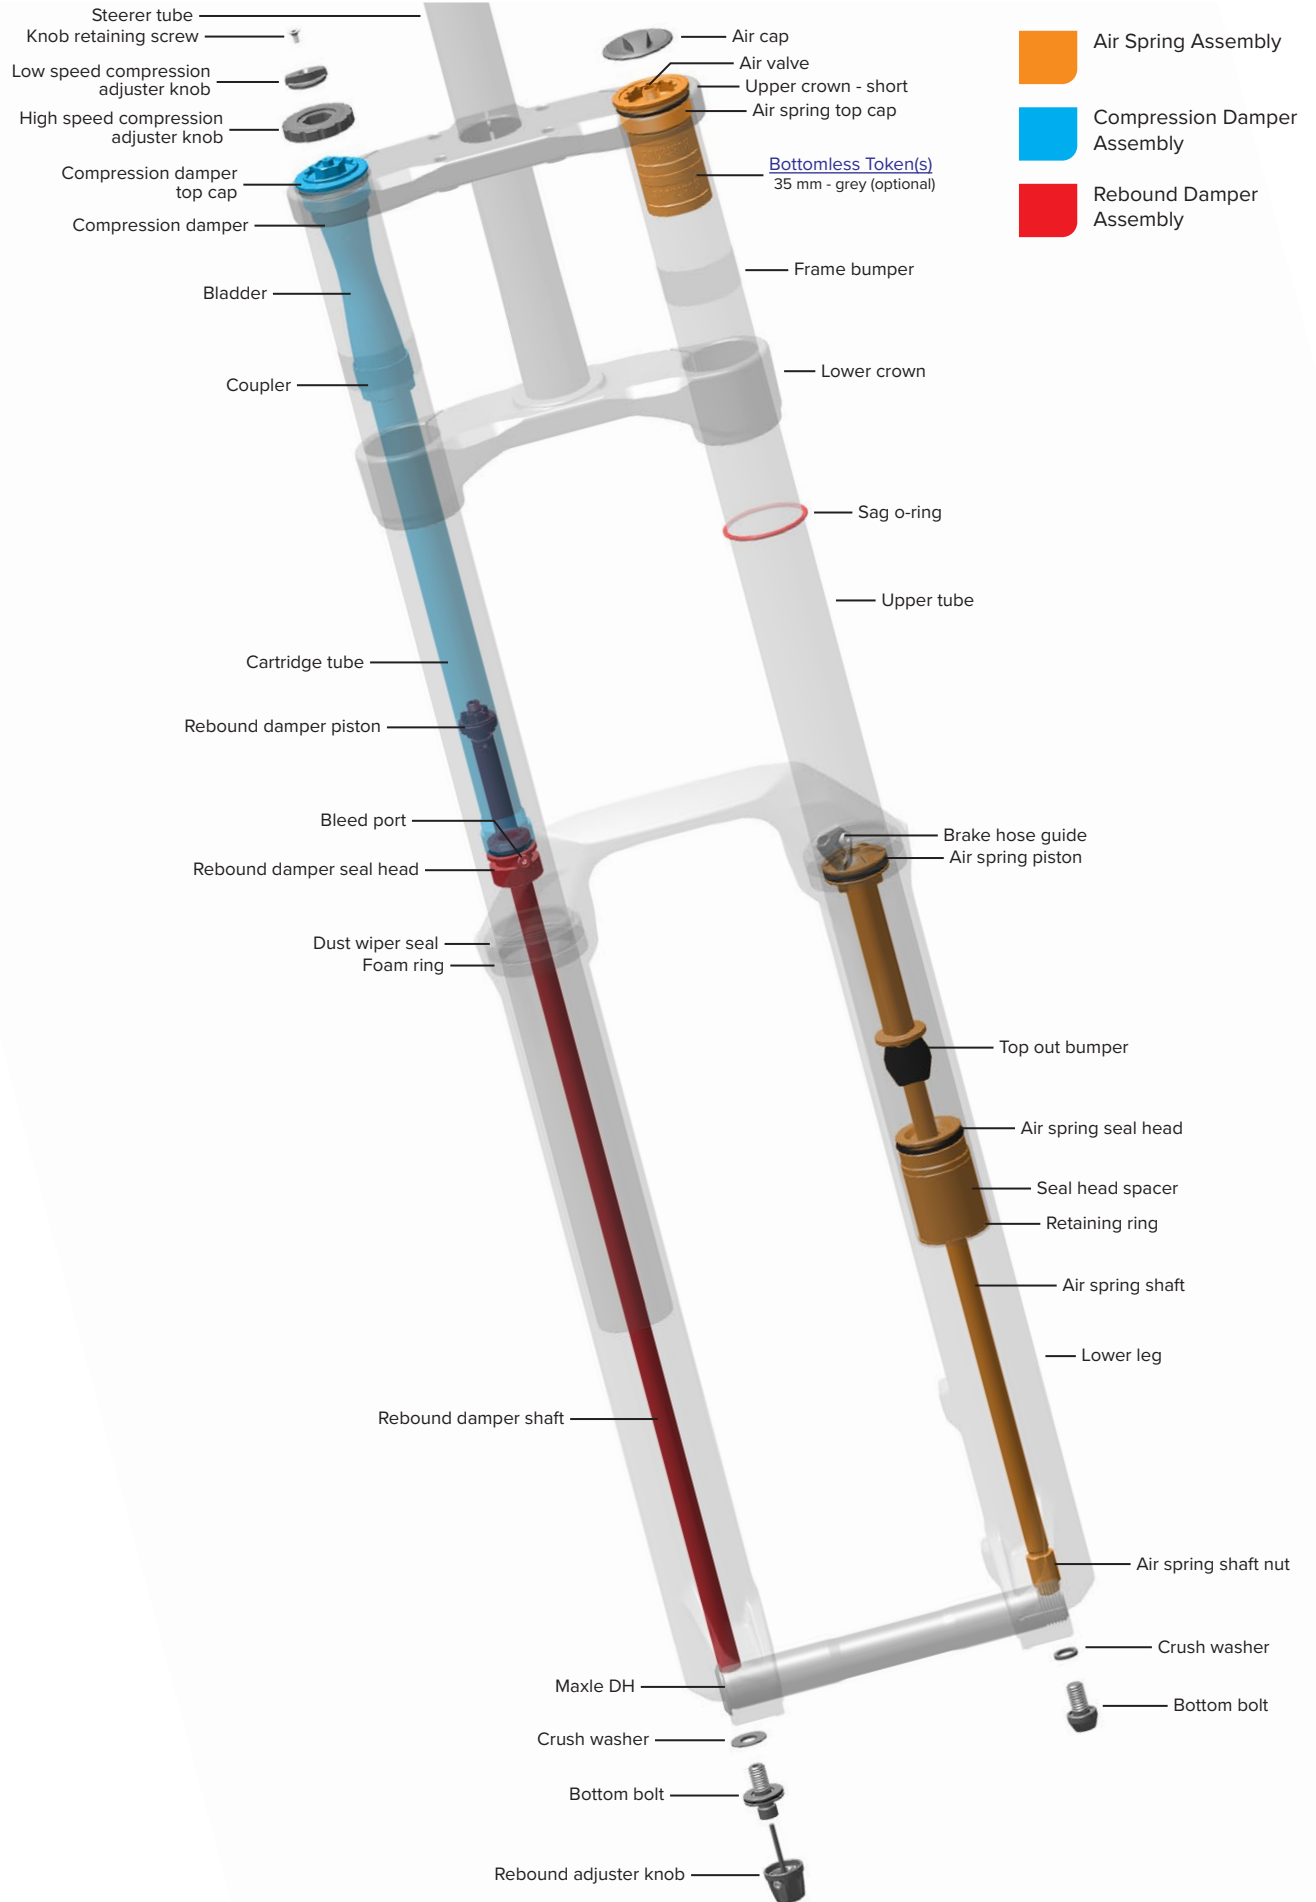 Steerer tube
Knob retaining screw
Low speed compression
adjuster knob
High speed compression
adjuster knob
Compression damper
top cap
Compression damper
Bladder
Coupler
Cartridge tube
Rebound damper piston
Bleed port
Rebound damper seal head
Dust wiper seal
Foam ring
Rebound damper shaft
Maxle DH
Crush washer
Bottom bolt
Rebound adjuster knob
Air cap
Air valve
Upper crown - short
Air spring top cap
Bottomless Token(s)
35 mm - grey (optional)
Frame bumper
Lower crown
Sag o-ring
Upper tube
Brake hose guide
Air spring piston
Top out bumper
Air spring seal head
Seal head spacer
Retaining ring
Air spring shaft
Lower leg
Air spring shaft nut
Crush washer
Bottom bolt
Air Spring Assembly
Compression Damper
Assembly
Rebound Damper
Assembly